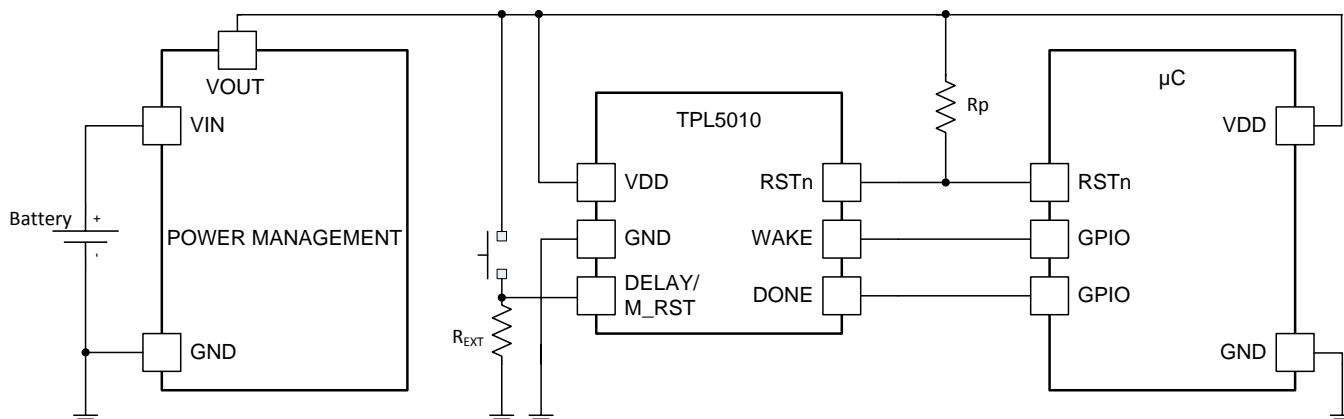 VOUT
VIN
Battery
+
-
POWER MANAGEMENT
GND
TPL5010
VDD
GND
DELAY/
M_RST
RSTn
WAKE
DONE
REXT
Rp
µC
VDD
RSTn
GPIO
GPIO
GND